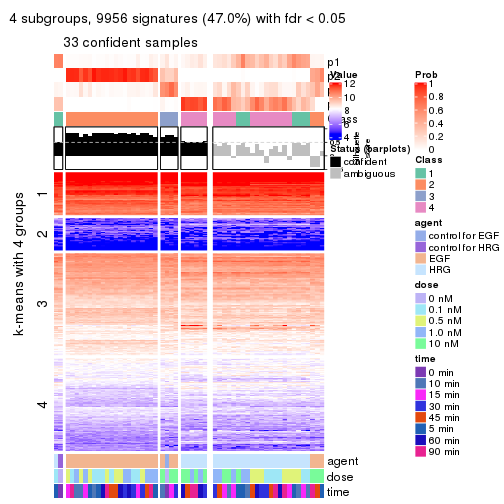 4 subgroups, 9956 signatures (47.0%) with fdr < 0.05
33 confident samples
p1
p2
Value
12
10
8
6
4
Class
Status (barplots)
confident
ambiguous
k-means with 4 groups
1
2
3
4
agent
dose
time
Prob
1
0.8
0.6
0.4
0.2
0
Class
1
2
3
4
agent
control for EGF
control for HRG
EGF
HRG
dose
0 nM
0.1 nM
0.5 nM
1.0 nM
10 nM
time
0 min
10 min
15 min
30 min
45 min
5 min
60 min
90 min